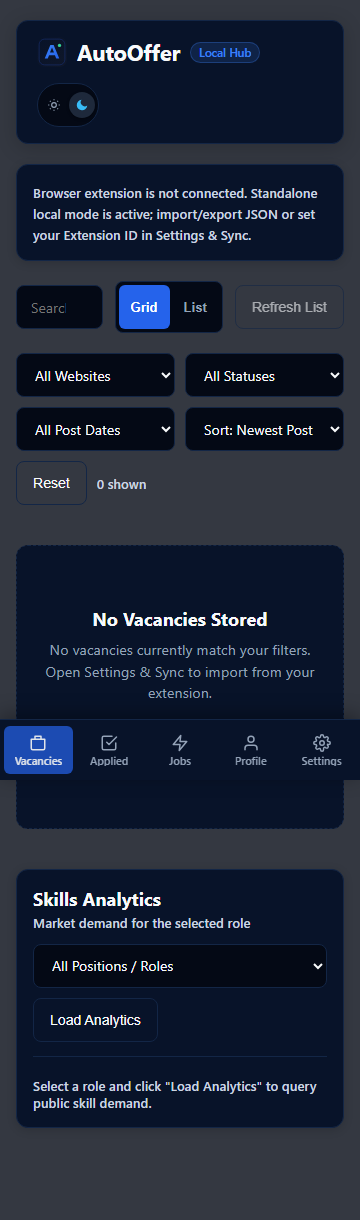 AutoOffer Local Hub
Browser extension is not connected. Standalone
local mode is active; import/export JSON or set
your Extension ID in Settings & Sync.
Searc Grid List Refresh List
All Websites All Statuses
All Post Dates Sort: Newest Post
Reset 0 shown
No Vacancies Stored
No vacancies currently match your filters.
Open Settings & Sync to import from your
extension.
Vacancies Applied Jobs Profile Settings
Skills Analytics
Market demand for the selected role
All Positions / Roles
Load Analytics
Select a role and click "Load Analytics" to query
public skill demand.